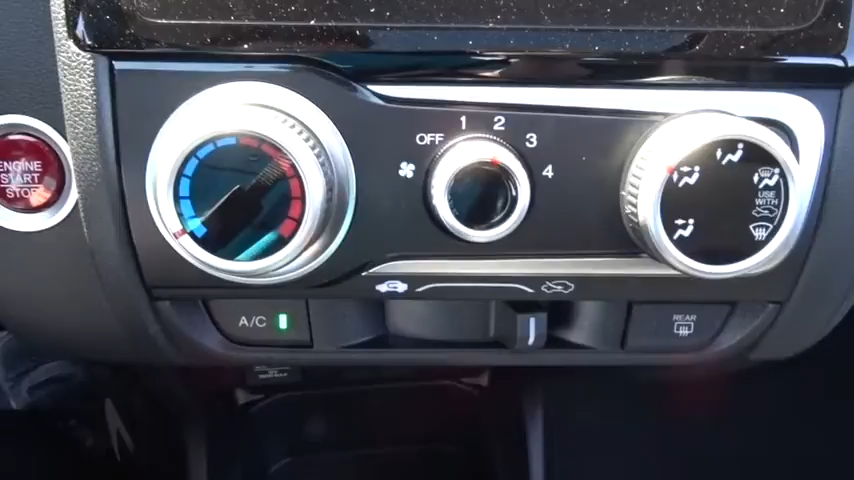 1 2
OFF 3
4
ENGINE
START
STOP
USE
WITH
A/C
REAR